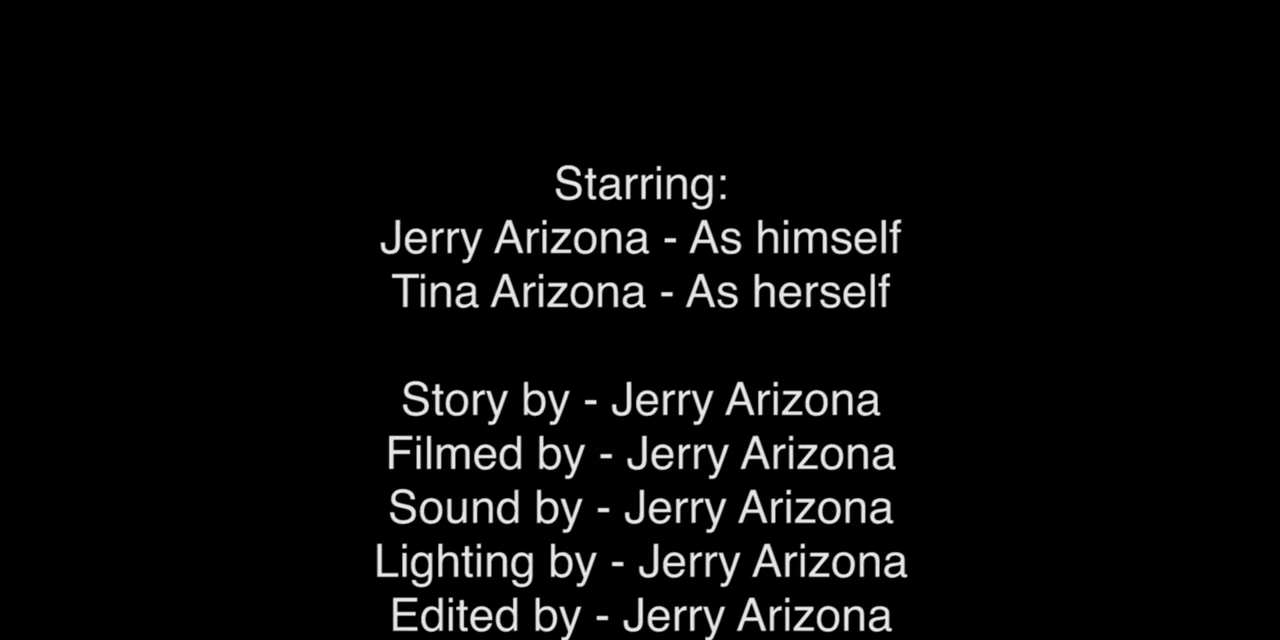 Starring:
Jerry Arizona - As himself
Tina Arizona - As herself
Story by - Jerry Arizona
Filmed by - Jerry Arizona
Sound by - Jerry Arizona
Lighting by - Jerry Arizona
Edited by - Jerry Arizona